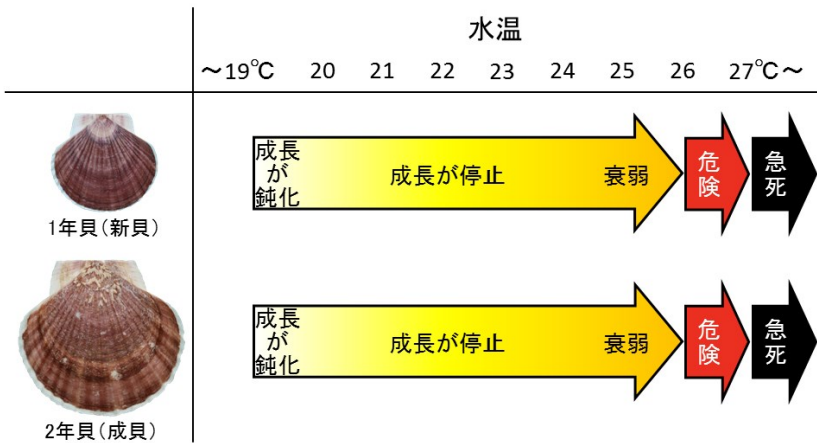 水温
～19℃ 20 21 22 23 24 25 26 27℃～
成長
が
鈍化
成長が停止
衰弱
危
険
急
死
1年貝（新貝）
成長
が
鈍化
成長が停止
衰弱
危
険
急
死
2年貝（成貝）